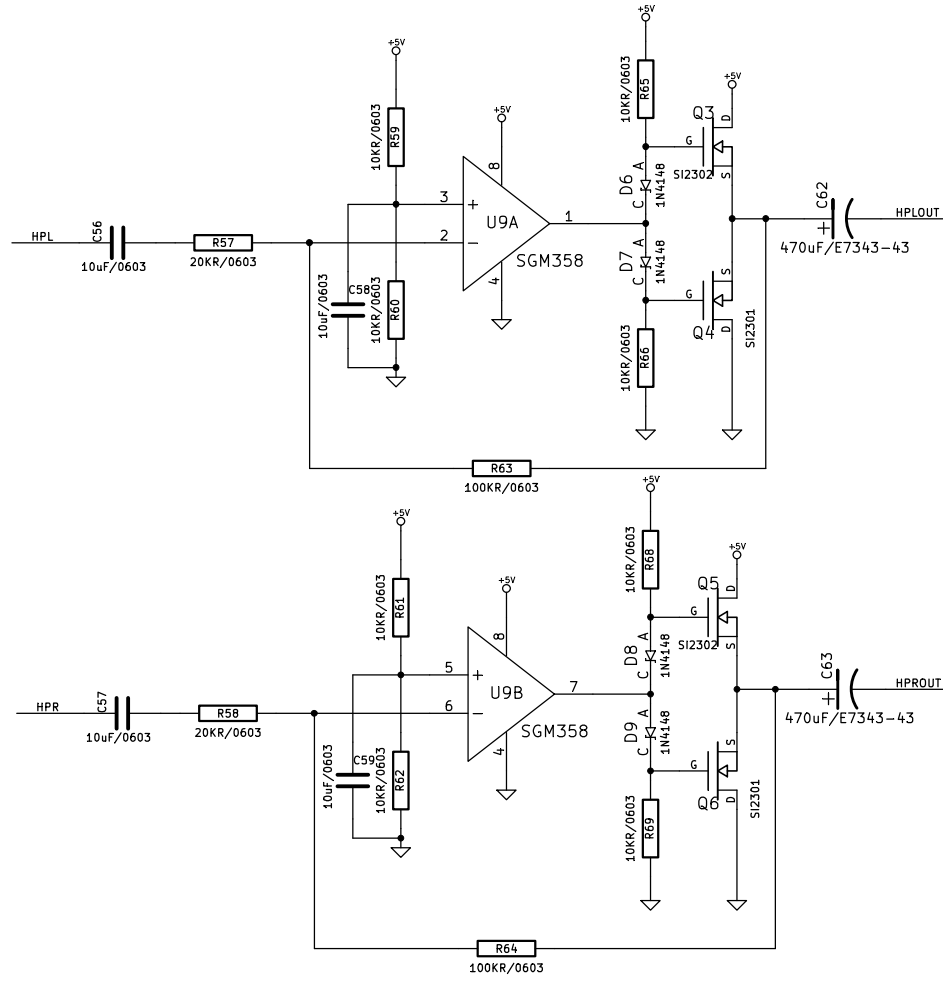 +5V
+5V
10KR/0603
R65
+5V
Q3
D
10KR/0603
R59
+5V
8
G
SI2302
S
D6
A
C
1N4148
3
+
U9A
1
C62
+
470uF/E7343-43
HPLOUT
HPL
C56
10uF/0603
R57
20KR/0603
2
-
SGM358
4
D7
A
C
1N4148
10uF/0603
C58
10KR/0603
R60
G
S
Q4
D
SI2301
10KR/0603
R66
R63
100KR/0603
+5V
+5V
10KR/0603
R68
+5V
Q5
D
10KR/0603
R61
+5V
8
G
SI2302
S
D8
A
C
1N4148
5
+
U9B
7
C63
+
470uF/E7343-43
HPROUT
HPR
C57
10uF/0603
R58
20KR/0603
6
-
SGM358
4
D9
A
C
1N4148
10uF/0603
C59
10KR/0603
R62
G
S
Q6
D
SI2301
10KR/0603
R69
R64
100KR/0603